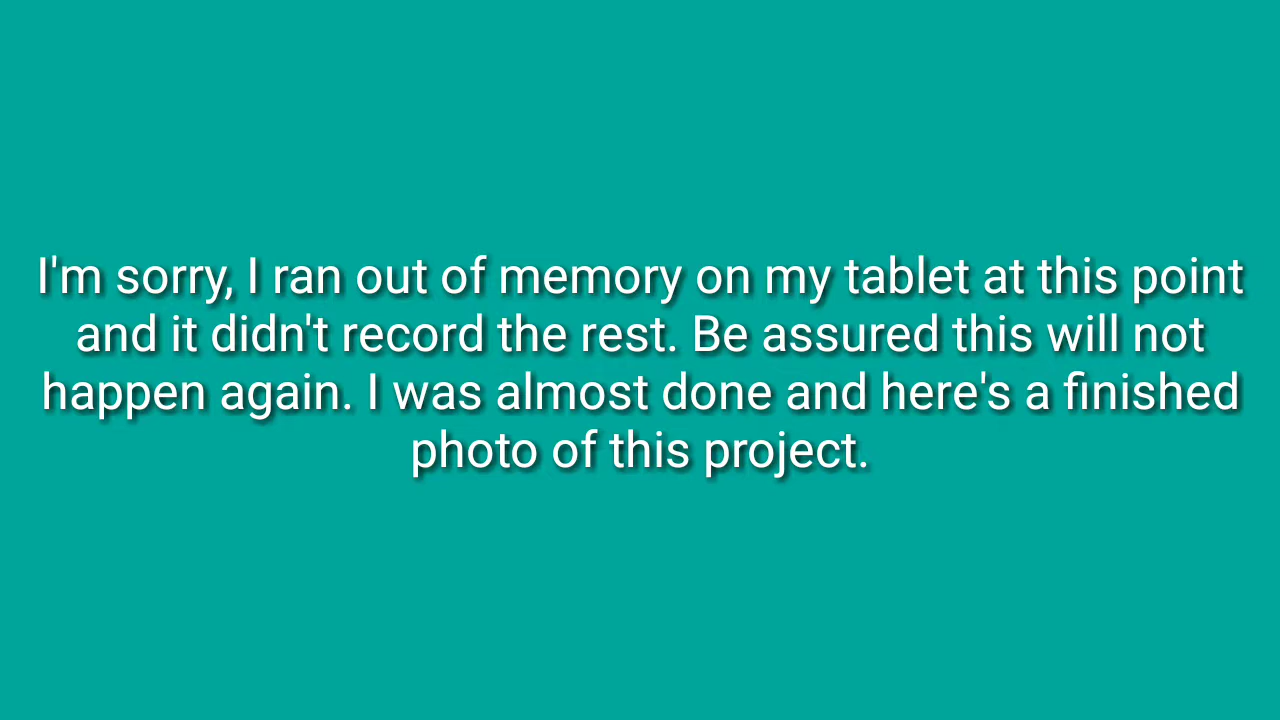 I'm sorry, I ran out of memory on my tablet at this point
and it didn't record the rest. Be assured this will not
happen again. I was almost done and here's a finished
photo of this project.